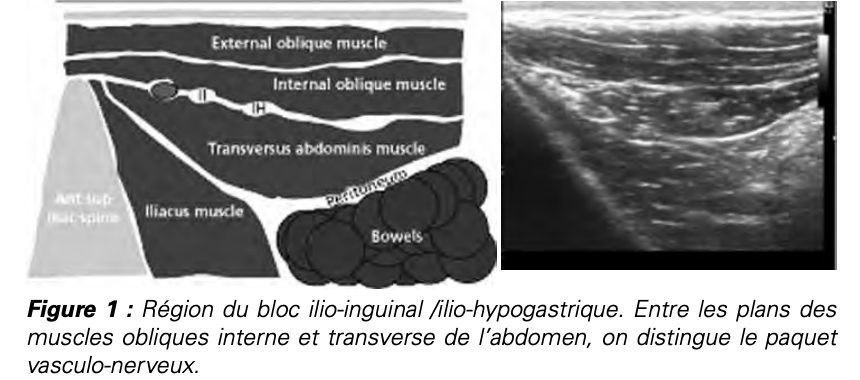 External oblique muscle
Internal oblique muscle
II
IH
Transversus abdominis muscle
Peritoneum
Ant sup
iliac spine
Iliacus muscle
Bowels
Figure 1 : Région du bloc ilio-inguinal /ilio-hypogastrique. Entre les plans des
muscles obliques interne et transverse de l'abdomen, on distingue le paquet
vasculo-nerveux.